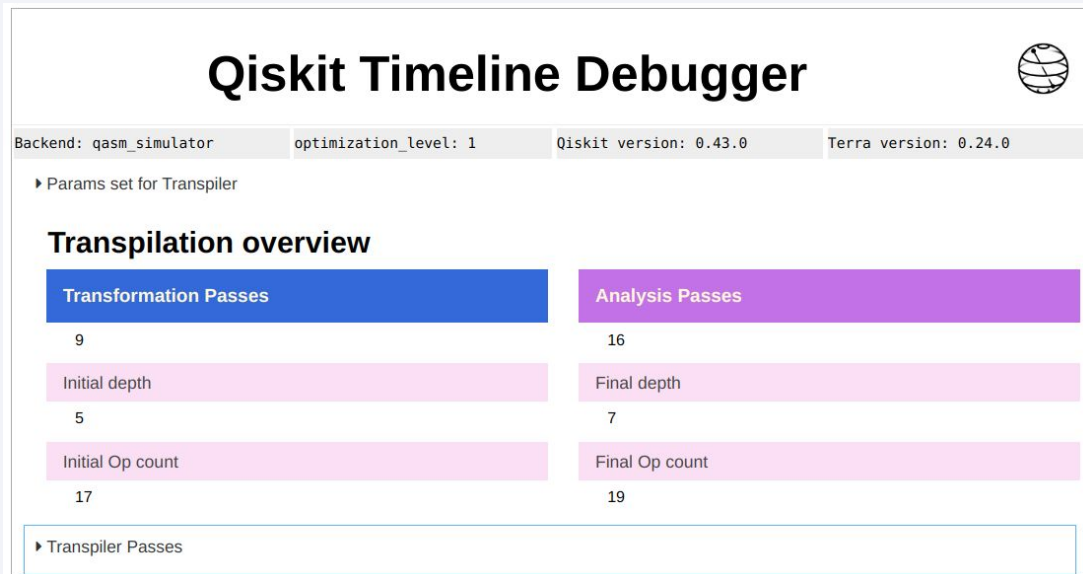 Qiskit Timeline Debugger
Backend: qasm_simulator optimization_level: 1 Qiskit version: 0.43.0 Terra version: 0.24.0
Params set for Transpiler
Transpilation overview
Transformation Passes Analysis Passes
9 16
Initial depth Final depth
5 7
Initial Op count Final Op count
17 19
Transpiler Passes